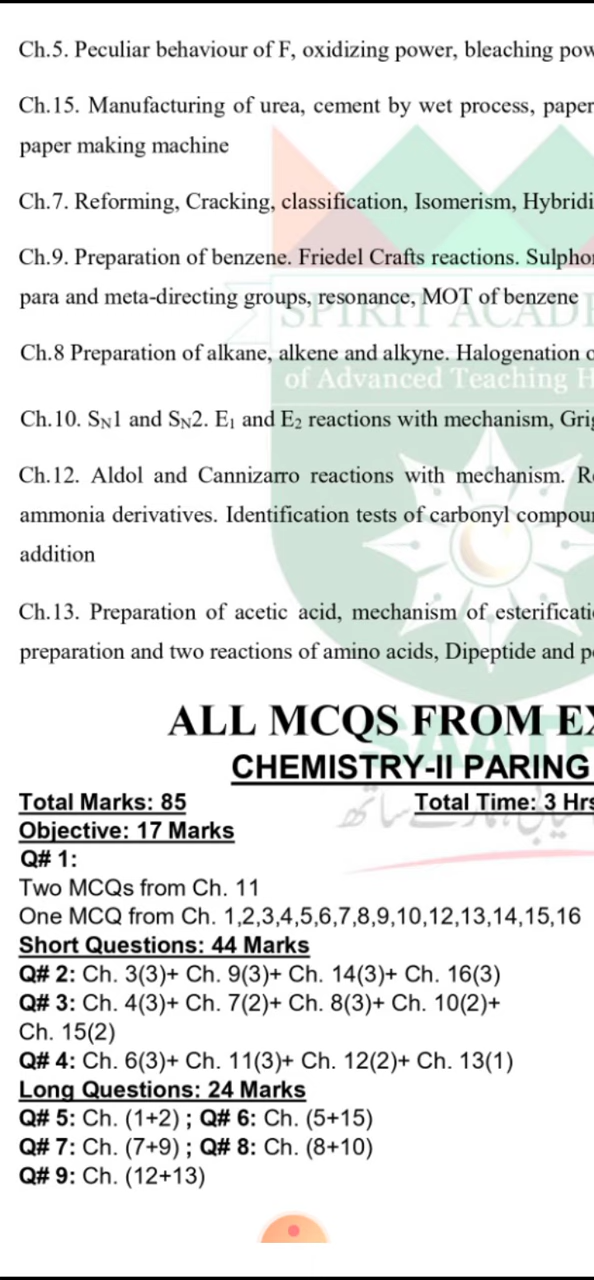 Ch.5. Peculiar behaviour of F, oxidizing power, bleaching pow
Ch.15. Manufacturing of urea, cement by wet process, paper
paper making machine
Ch.7. Reforming, Cracking, classification, Isomerism, Hybridi
Ch.9. Preparation of benzene. Friedel Crafts reactions. Sulpho
para and meta-directing groups, resonance, MOT of benzene
SPIRIT ACADE
Ch.8 Preparation of alkane, alkene and alkyne. Halogenation o
of Advanced Teaching H
Ch.10. SN1 and SN2. E1 and E2 reactions with mechanism, Grig
Ch.12. Aldol and Cannizarro reactions with mechanism. Re
ammonia derivatives. Identification tests of carbonyl compour
addition
Ch.13. Preparation of acetic acid, mechanism of esterificati
preparation and two reactions of amino acids, Dipeptide and p
ALL MCQS FROM EX
SAATH
CHEMISTRY-II PARING
Total Marks: 85 Total Time: 3 Hrs
Objective: 17 Marks
Q# 1:
Two MCQs from Ch. 11
One MCQ from Ch. 1,2,3,4,5,6,7,8,9,10,12,13,14,15,16
Short Questions: 44 Marks
Q# 2: Ch. 3(3)+ Ch. 9(3)+ Ch. 14(3)+ Ch. 16(3)
Q# 3: Ch. 4(3)+ Ch. 7(2)+ Ch. 8(3)+ Ch. 10(2)+
Ch. 15(2)
Q# 4: Ch. 6(3)+ Ch. 11(3)+ Ch. 12(2)+ Ch. 13(1)
Long Questions: 24 Marks
Q# 5: Ch. (1+2) ; Q# 6: Ch. (5+15)
Q# 7: Ch. (7+9) ; Q# 8: Ch. (8+10)
Q# 9: Ch. (12+13)